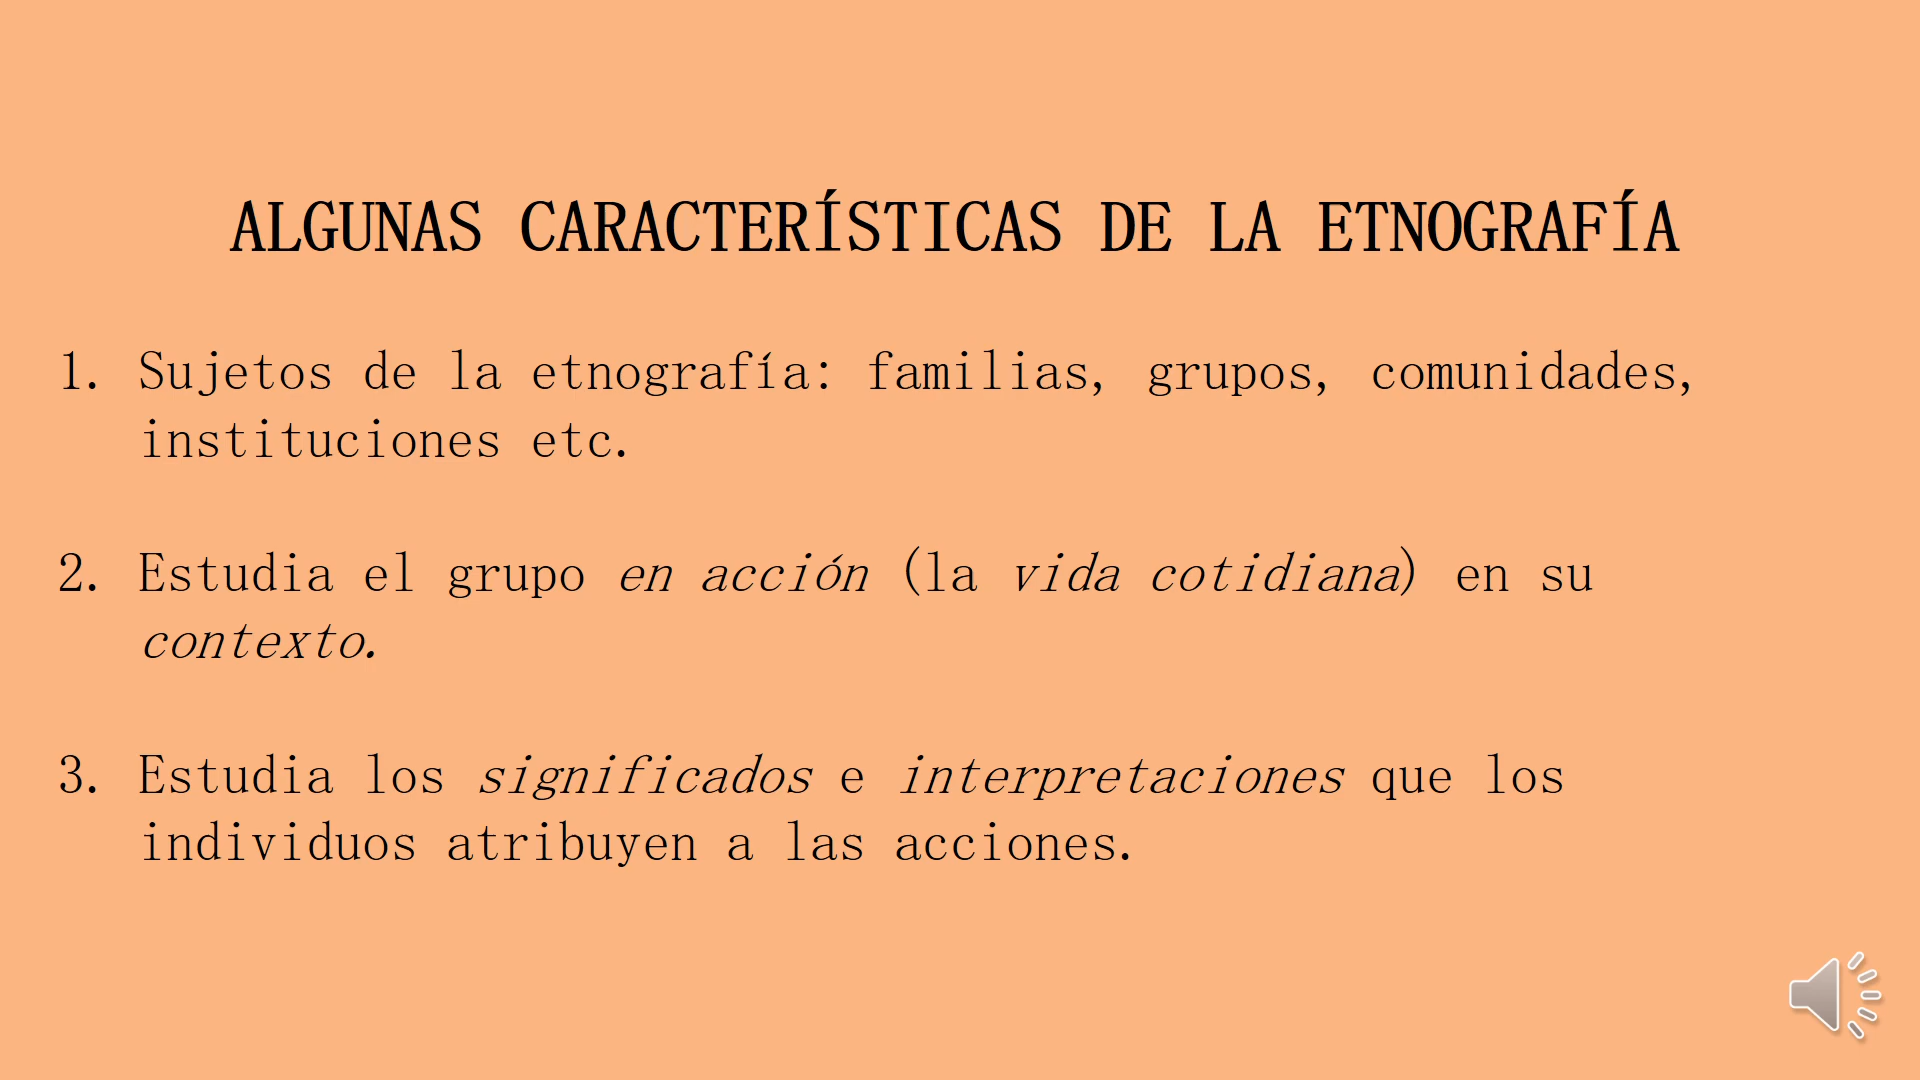 ALGUNAS CARACTERÍSTICAS DE LA ETNOGRAFÍA
1. Sujetos de la etnografía: familias, grupos, comunidades,
instituciones etc.
2. Estudia el grupo en acción (la vida cotidiana) en su
contexto.
3. Estudia los significados e interpretaciones que los
individuos atribuyen a las acciones.